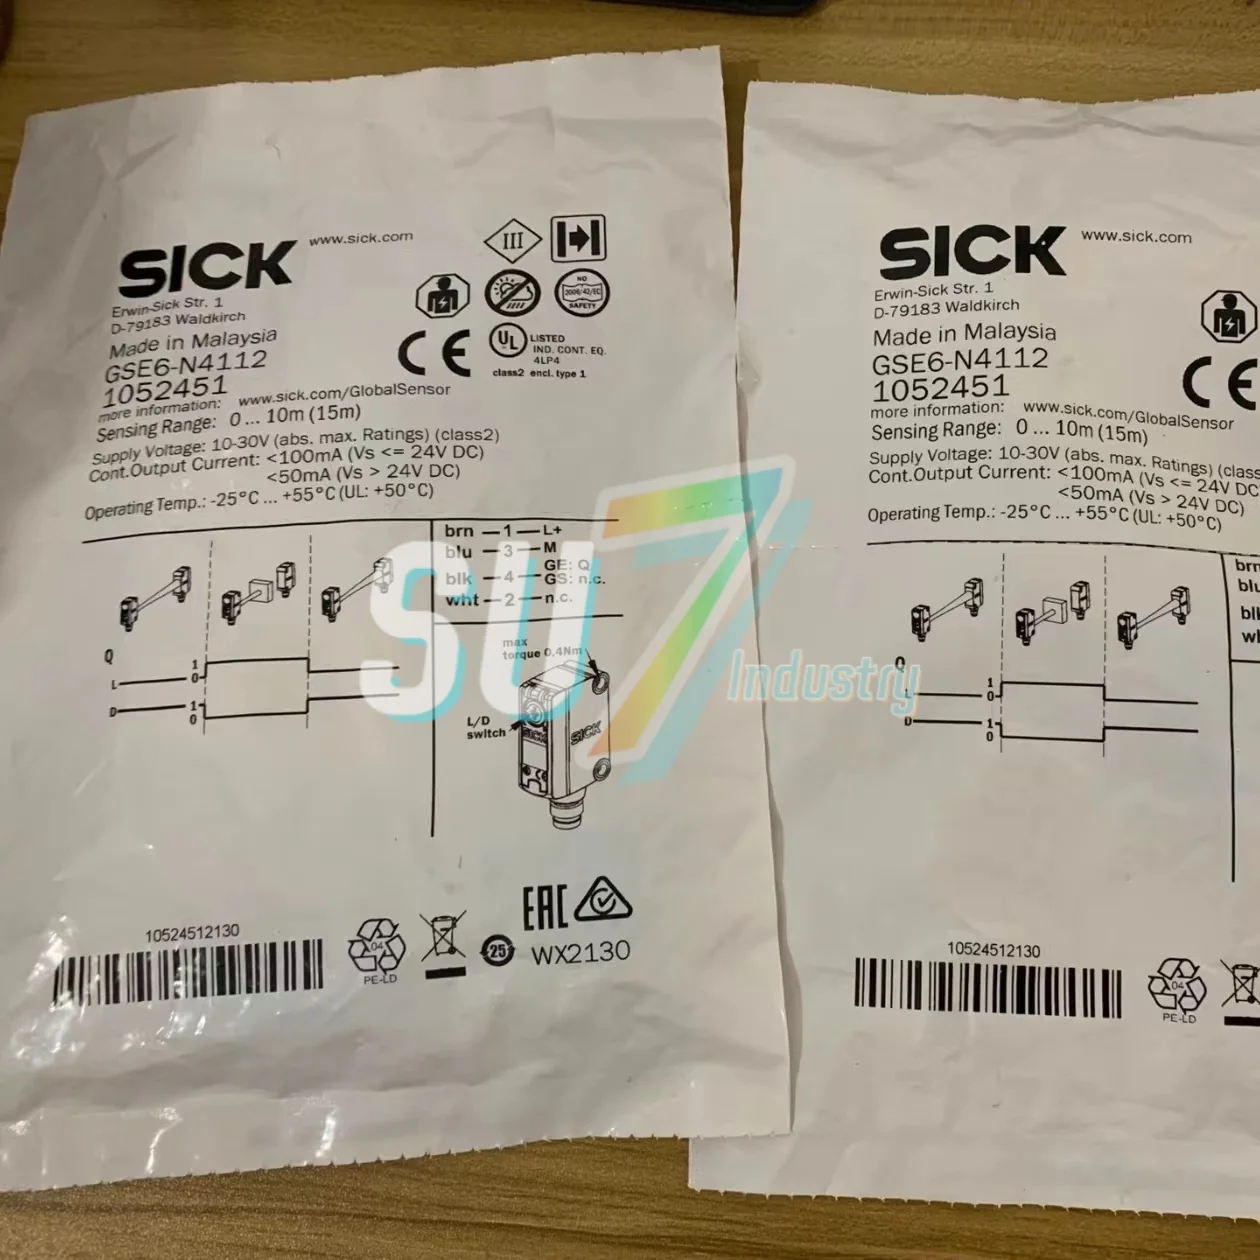 SICK www.sick.com
Erwin-Sick Str. 1
D-79183 Waldkirch
Made in Malaysia
GSE6-N4112
1052451
more information: www.sick.com/GlobalSensor
Sensing Range: 0 ... 10m (15m)
Supply Voltage: 10-30V (abs. max. Ratings) (class2)
Cont.Output Current: <100mA (Vs <= 24V DC)
<50mA (Vs > 24V DC)
Operating Temp.: -25°C ... +55°C (UL: +50°C)
III
NO
2006/42/EC
SAFETY
CE
UL LISTED
IND. CONT. EQ.
4LP4
class2 encl. type 1
brn — 1 — L+
blu — 3 — M
blk — 4 — GE: Q
GS: n.c.
wht — 2 — n.c.
Q
L 1
0
D 1
0
max
torque 0,4Nm
L/D
switch
SICK
SICK
10524512130
04
PE-LD
25
EAC
WX2130
SICK www.sick.com
Erwin-Sick Str. 1
D-79183 Waldkirch
Made in Malaysia
GSE6-N4112
1052451
more information: www.sick.com/GlobalSensor
Sensing Range: 0 ... 10m (15m)
Supply Voltage: 10-30V (abs. max. Ratings) (class
Cont.Output Current: <100mA (Vs <= 24V DC
<50mA (Vs > 24V DC)
Operating Temp.: -25°C ... +55°C (UL: +50°C)
CE
brn
blu
blk
wh
Q
L 1
0
D 1
0
10524512130
04
PE-LD
SU7
Industry